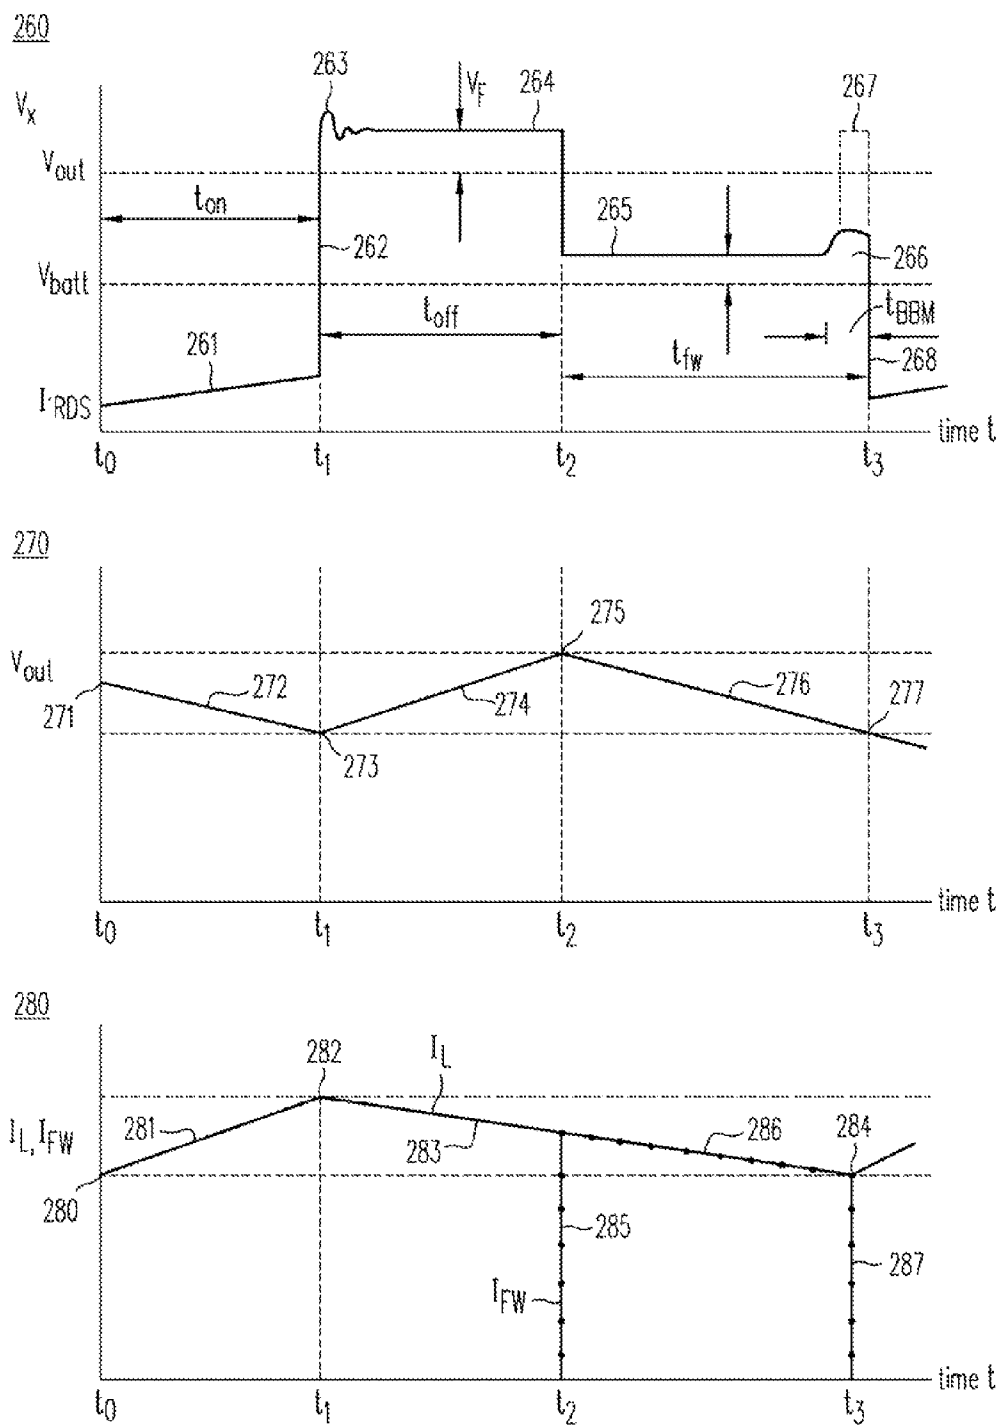 260
263
V_F
264
267
V_x
V_out
t_on
265
262
266
V_batt
t_off
t_BBM
261
t_fw
268
I·RDS
time t
t_0
t_1
t_2
t_3
270
275
V_out
272
276
277
274
271
273
time t
t_0
t_1
t_2
t_3
280
282
I_L
281
286
284
I_L, I_FW
283
280
285
287
I_FW
time t
t_0
t_1
t_2
t_3